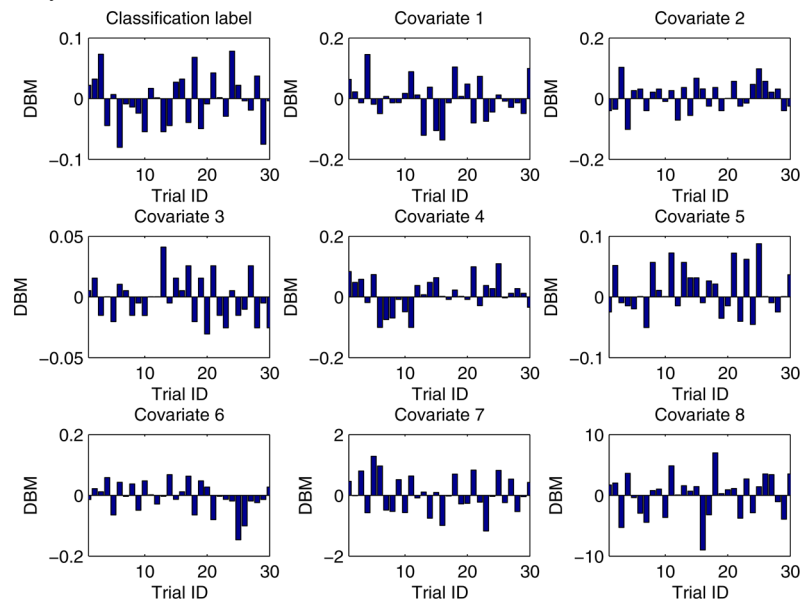 Classification label
Covariate 1
Covariate 2
0.1
0
−0.1
DBM
10 20 30
Trial ID
0.2
0
−0.2
DBM
10 20 30
Trial ID
0.2
0
−0.2
DBM
10 20 30
Trial ID
Covariate 3
Covariate 4
Covariate 5
0.05
0
−0.05
DBM
10 20 30
Trial ID
0.2
0
−0.2
DBM
10 20 30
Trial ID
0.1
0
−0.1
DBM
10 20 30
Trial ID
Covariate 6
Covariate 7
Covariate 8
0.2
0
−0.2
DBM
10 20 30
Trial ID
2
0
−2
DBM
10 20 30
Trial ID
10
0
−10
DBM
10 20 30
Trial ID